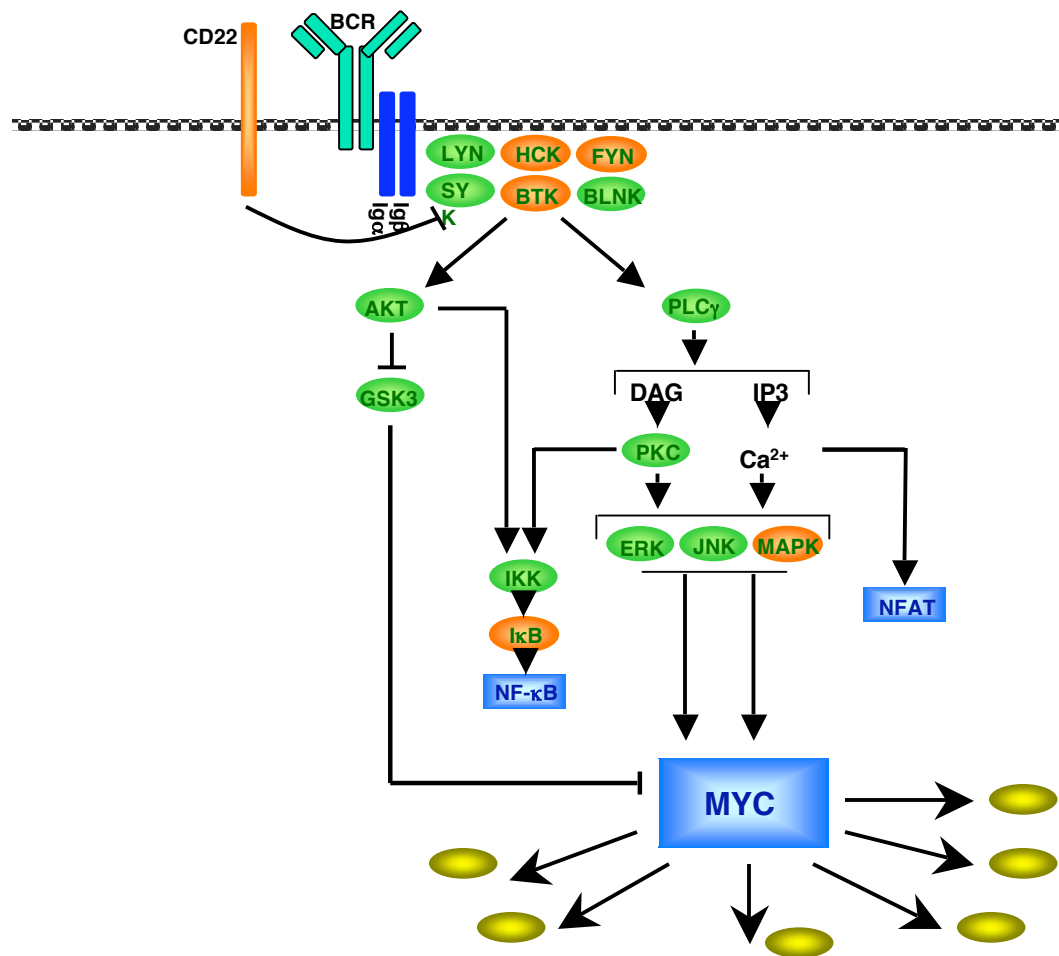 BCR
CD22
LYN HCK FYN
SY
K
BTK BLNK
Igα
Igβ
AKT
PLCγ
GSK3
DAG IP3
PKC
Ca²⁺
ERK JNK MAPK
IKK
NFAT
IκB
NF-κB
MYC